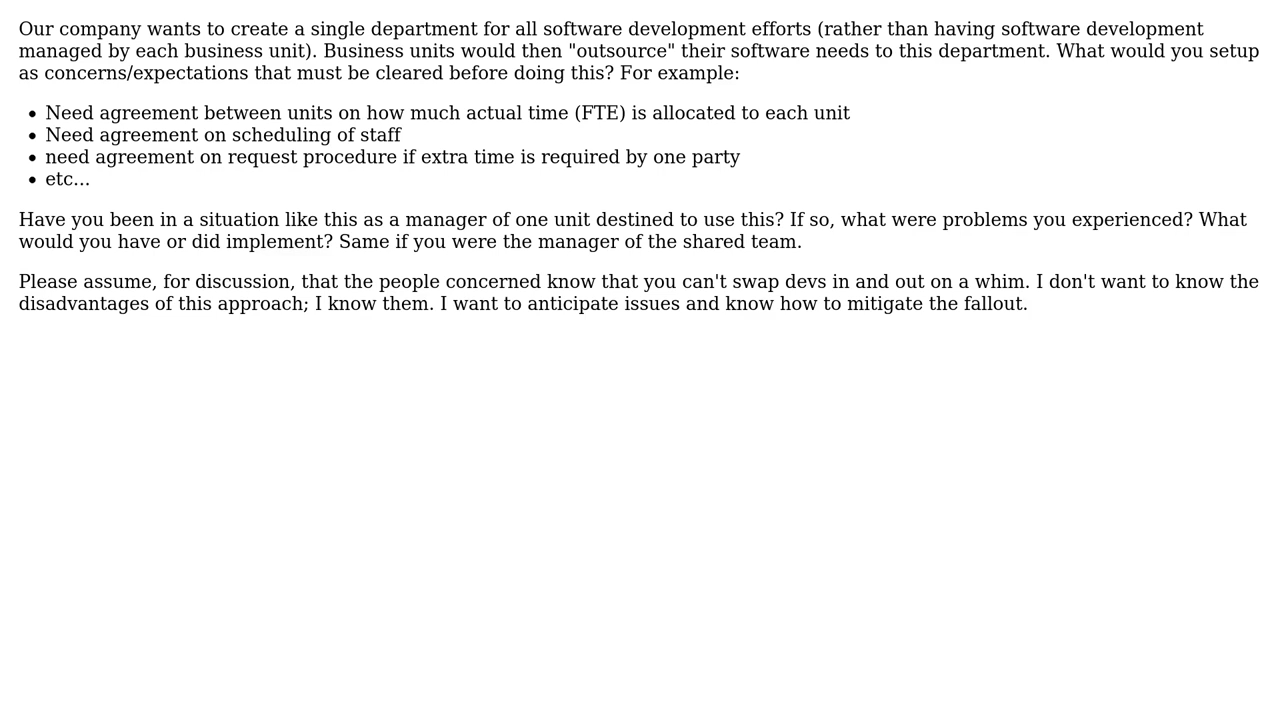 Our company wants to create a single department for all software development efforts (rather than having software development
managed by each business unit). Business units would then "outsource" their software needs to this department. What would you setup
as concerns/expectations that must be cleared before doing this? For example:
• Need agreement between units on how much actual time (FTE) is allocated to each unit
• Need agreement on scheduling of staff
• need agreement on request procedure if extra time is required by one party
• etc...
Have you been in a situation like this as a manager of one unit destined to use this? If so, what were problems you experienced? What
would you have or did implement? Same if you were the manager of the shared team.
Please assume, for discussion, that the people concerned know that you can't swap devs in and out on a whim. I don't want to know the
disadvantages of this approach; I know them. I want to anticipate issues and know how to mitigate the fallout.